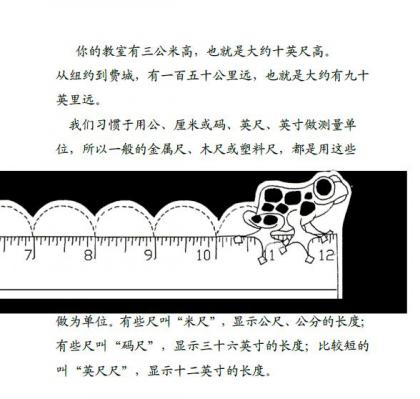 你的教室有三公米高，也就是大约十英尺高。
从纽约到费城，有一百五十公里远，也就是大约有九十
英里远。
我们习惯于用公、厘米或码、英尺、英寸做测量单
位，所以一般的金属尺、木尺或塑料尺，都是用这些
7 8 9 10 11 12
做为单位。有些尺叫“米尺”，显示公尺、公分的长度；
有些尺叫“码尺”，显示三十六英寸的长度；比较短的
叫“英尺尺”，显示十二英寸的长度。